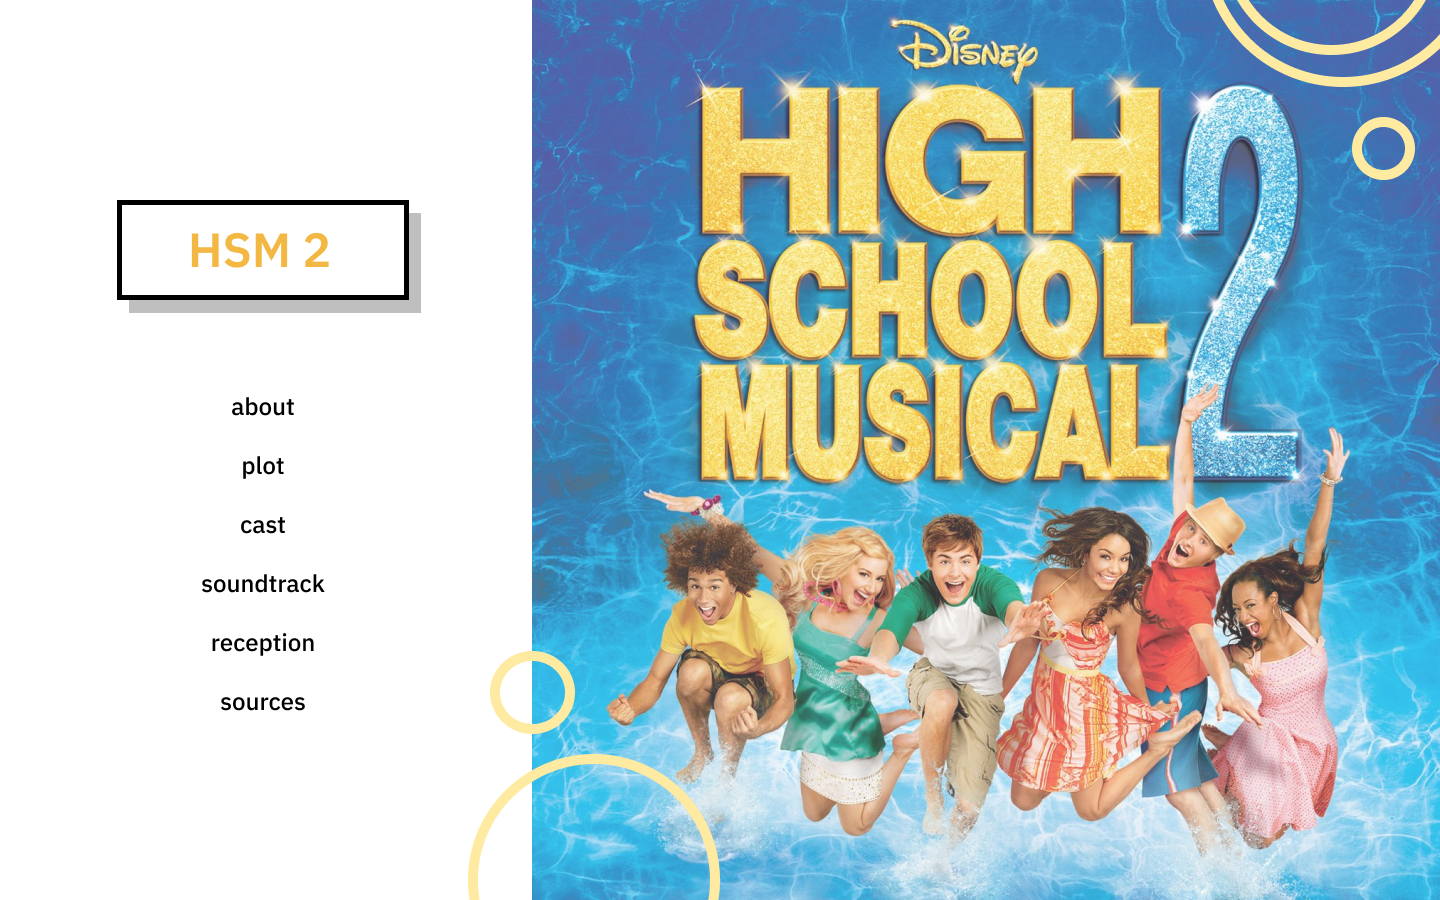 HSM 2
about
plot
cast
soundtrack
reception
sources
Disney
HIGH
SCHOOL
MUSICAL
2